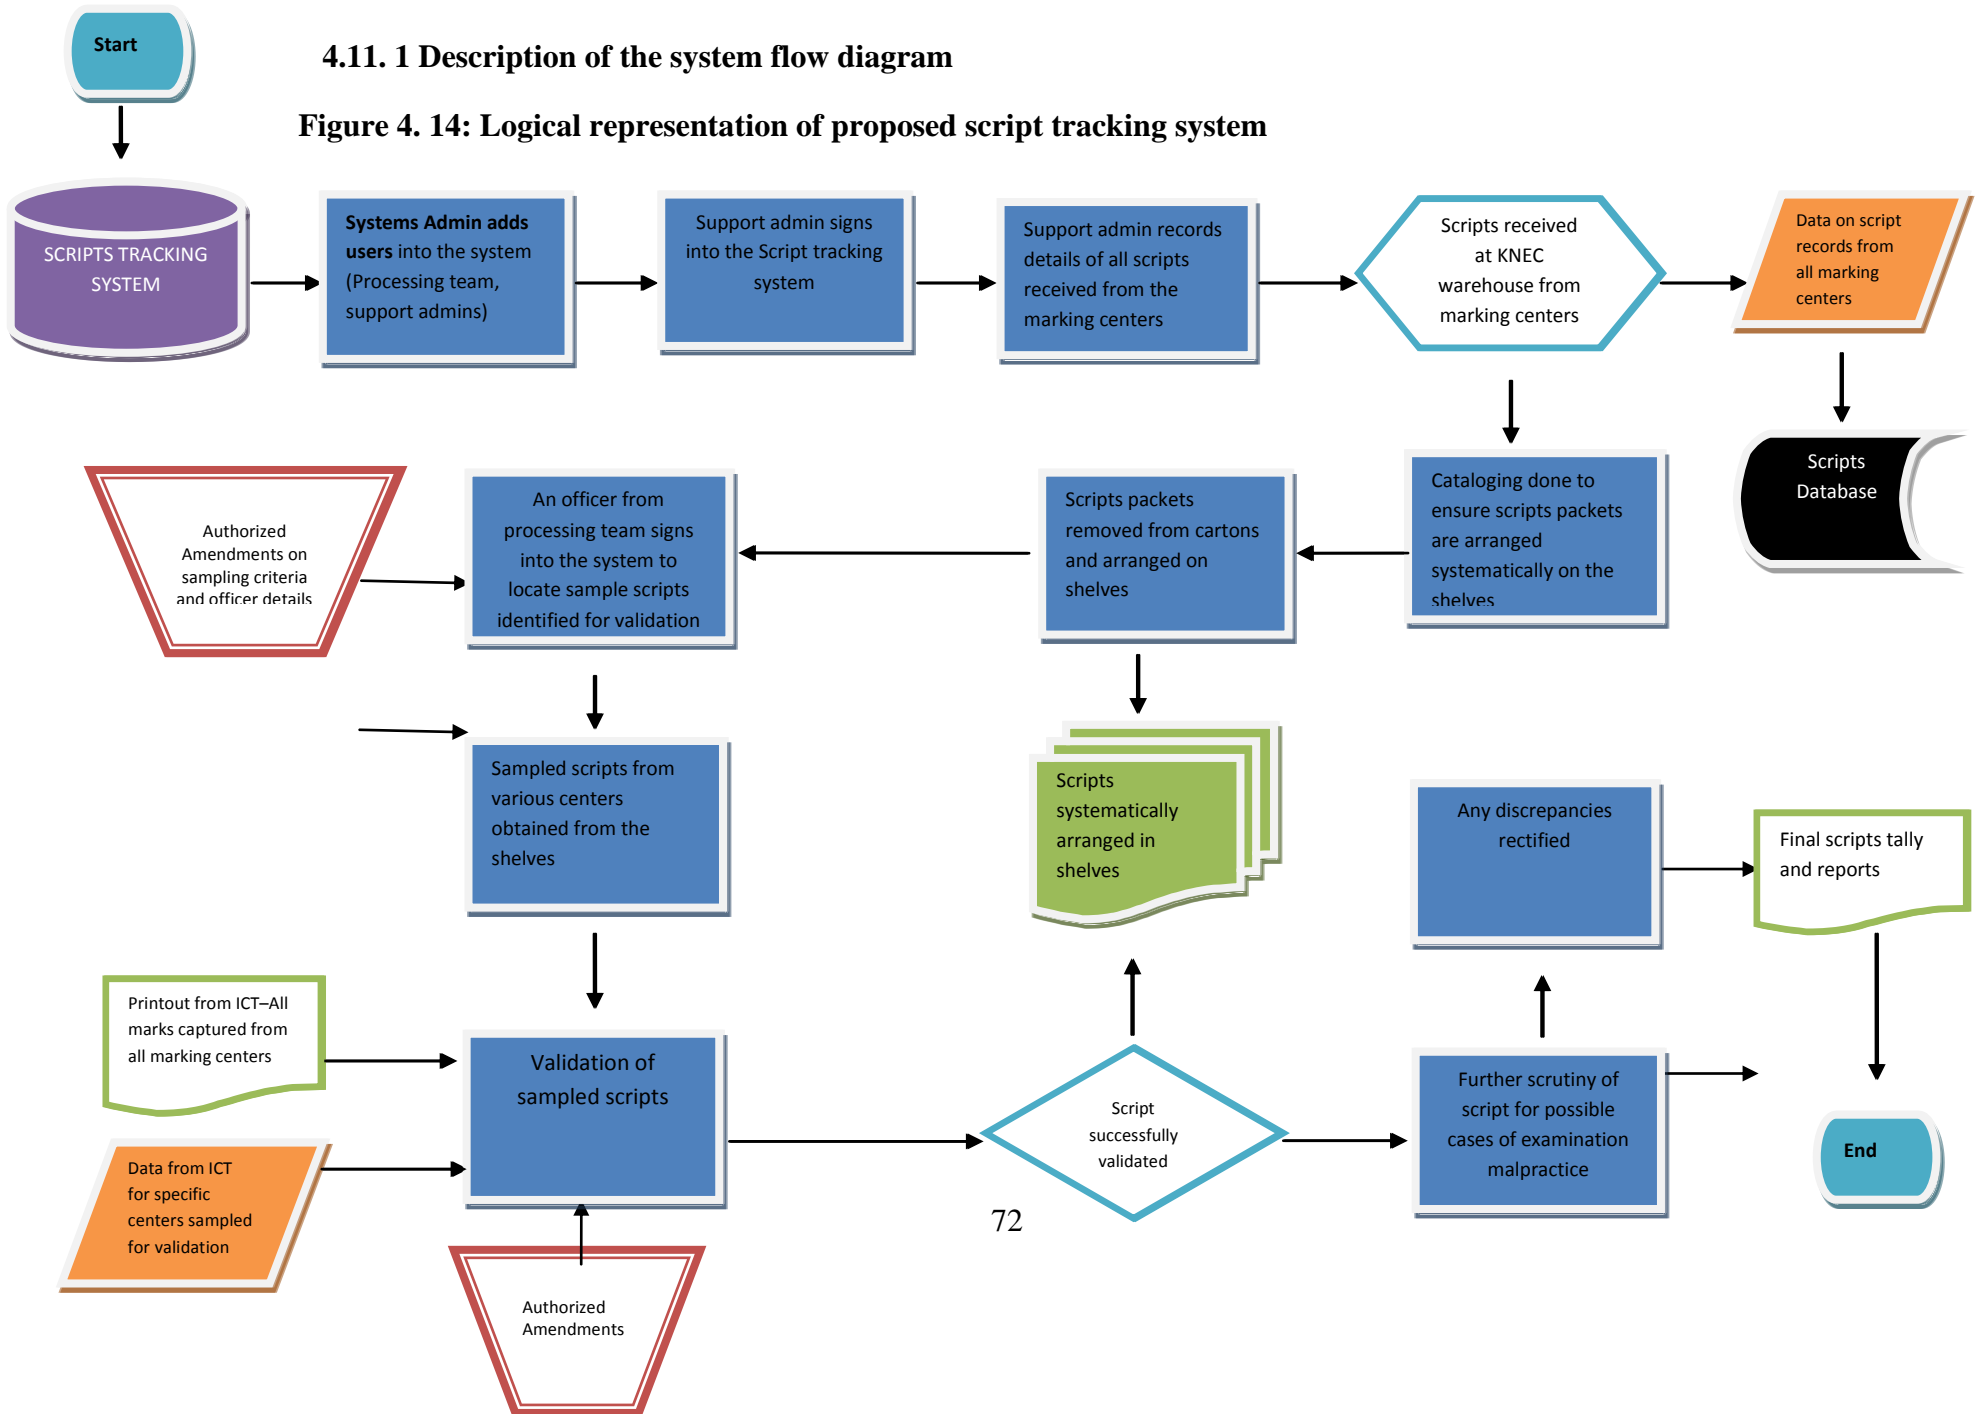 Start
4.11. 1 Description of the system flow diagram
Figure 4. 14: Logical representation of proposed script tracking system
SCRIPTS TRACKING
SYSTEM
Systems Admin adds
users into the system
(Processing team,
support admins)
Support admin signs
into the Script tracking
system
Support admin records
details of all scripts
received from the
marking centers
Scripts received
at KNEC
warehouse from
marking centers
Data on script
records from
all marking
centers
Scripts
Database
Cataloging done to
ensure scripts packets
are arranged
systematically on the
shelves
Scripts packets
removed from cartons
and arranged on
shelves
An officer from
processing team signs
into the system to
locate sample scripts
identified for validation
Authorized
Amendments on
sampling criteria
and officer details
Sampled scripts from
various centers
obtained from the
shelves
Scripts
systematically
arranged in
shelves
Any discrepancies
rectified
Final scripts tally
and reports
Printout from ICT–All
marks captured from
all marking centers
Validation of
sampled scripts
Script
successfully
validated
Further scrutiny of
script for possible
cases of examination
malpractice
End
Data from ICT
for specific
centers sampled
for validation
Authorized
Amendments
72